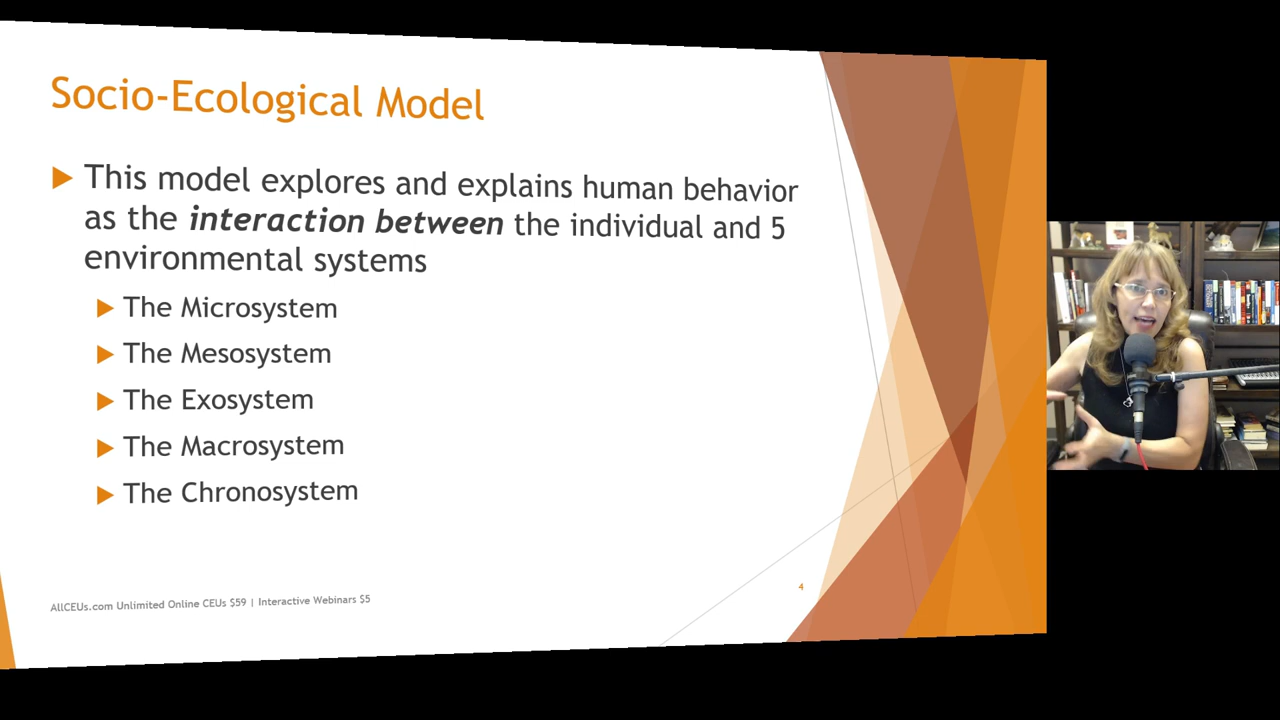 Socio-Ecological Model
This model explores and explains human behavior
as the interaction between the individual and 5
environmental systems
The Microsystem
The Mesosystem
The Exosystem
The Macrosystem
The Chronosystem
AllCEUs.com Unlimited Online CEUs $59 | Interactive Webinars $5
4